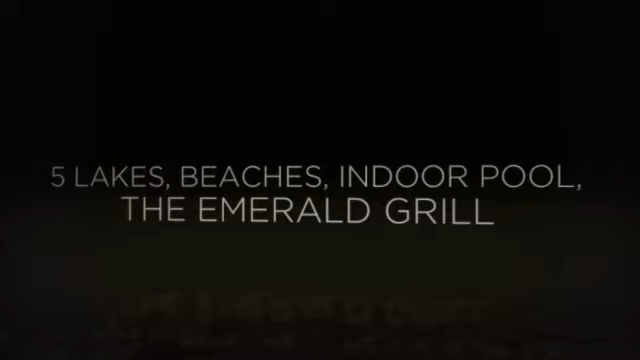 5 LAKES, BEACHES, INDOOR POOL,
THE EMERALD GRILL